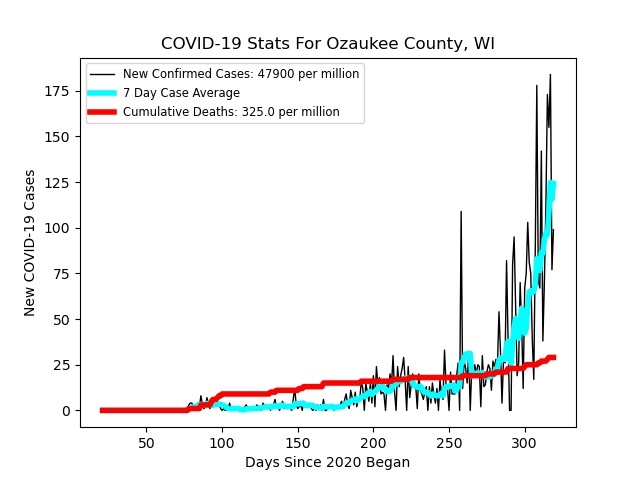 COVID-19 Stats For Ozaukee County, WI
New Confirmed Cases: 47900 per million
7 Day Case Average
Cumulative Deaths: 325.0 per million
175
150
125
100
75
50
25
0
New COVID-19 Cases
50 100 150 200 250 300
Days Since 2020 Began